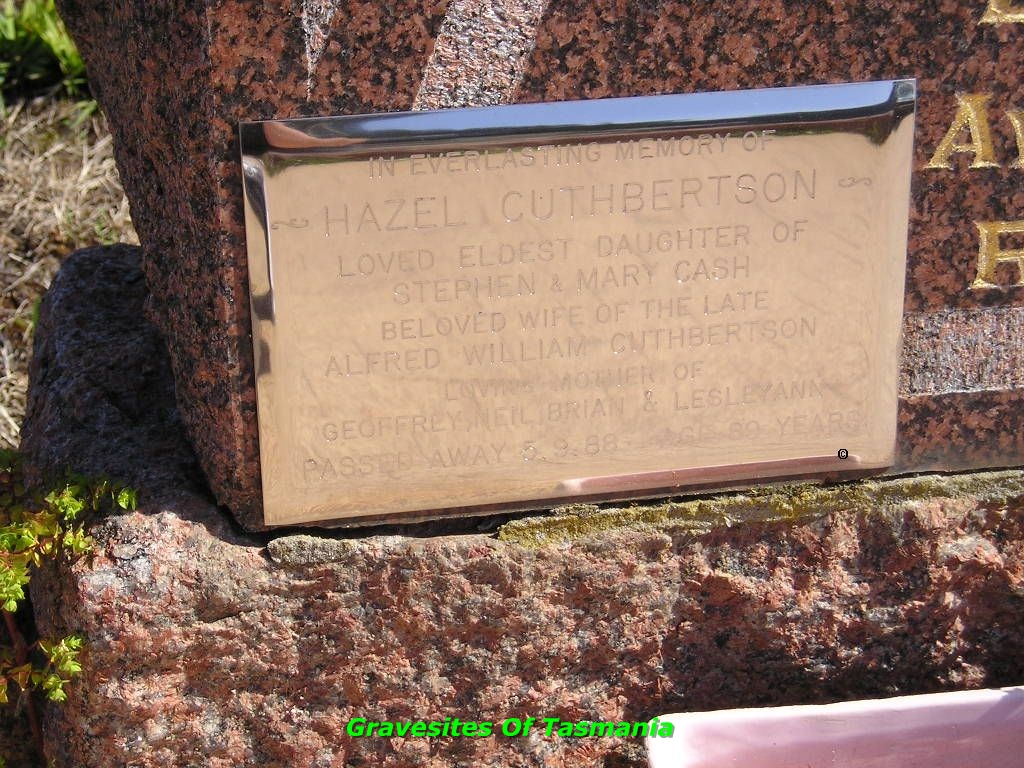 IN EVERLASTING MEMORY OF
HAZEL CUTHBERTSON
LOVED ELDEST DAUGHTER OF
STEPHEN & MARY CASH
BELOVED WIFE OF THE LATE
ALFRED WILLIAM CUTHBERTSON
LOVING MOTHER OF
GEOFFREY, NEIL, BRIAN & LESLEYANN
PASSED AWAY 5.9.88 AGE YEARS
©
Gravesites Of Tasmania